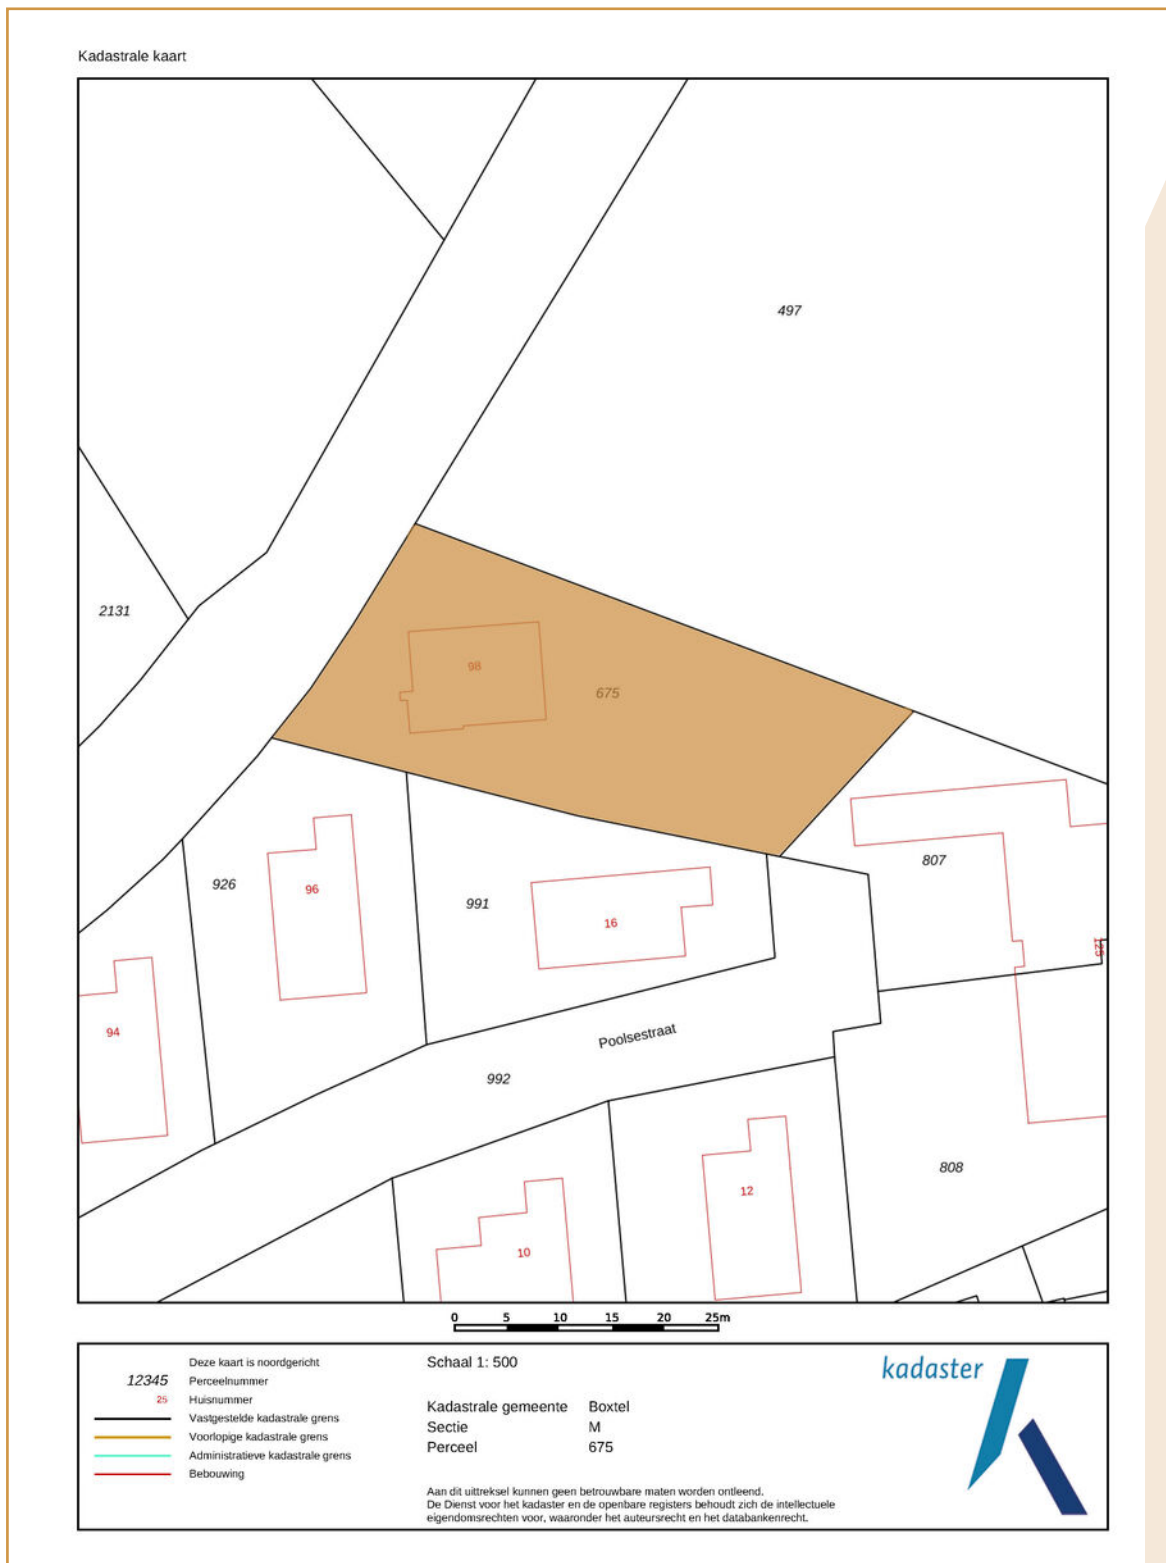 Kadastrale kaart
497
2131
98
675
807
926
96
991
16
125
94
Poolsestraat
992
808
12
10
0 5 10 15 20 25m
Deze kaart is noordgericht
12345 Perceelnummer
25 Huisnummer
Vastgestelde kadastrale grens
Voorlopige kadastrale grens
Administratieve kadastrale grens
Bebouwing
Schaal 1: 500
Kadastrale gemeente Boxtel
Sectie M
Perceel 675
Aan dit uittreksel kunnen geen betrouwbare maten worden ontleend.
De Dienst voor het kadaster en de openbare registers behoudt zich de intellectuele
eigendomsrechten voor, waaronder het auteursrecht en het databankenrecht.
kadaster